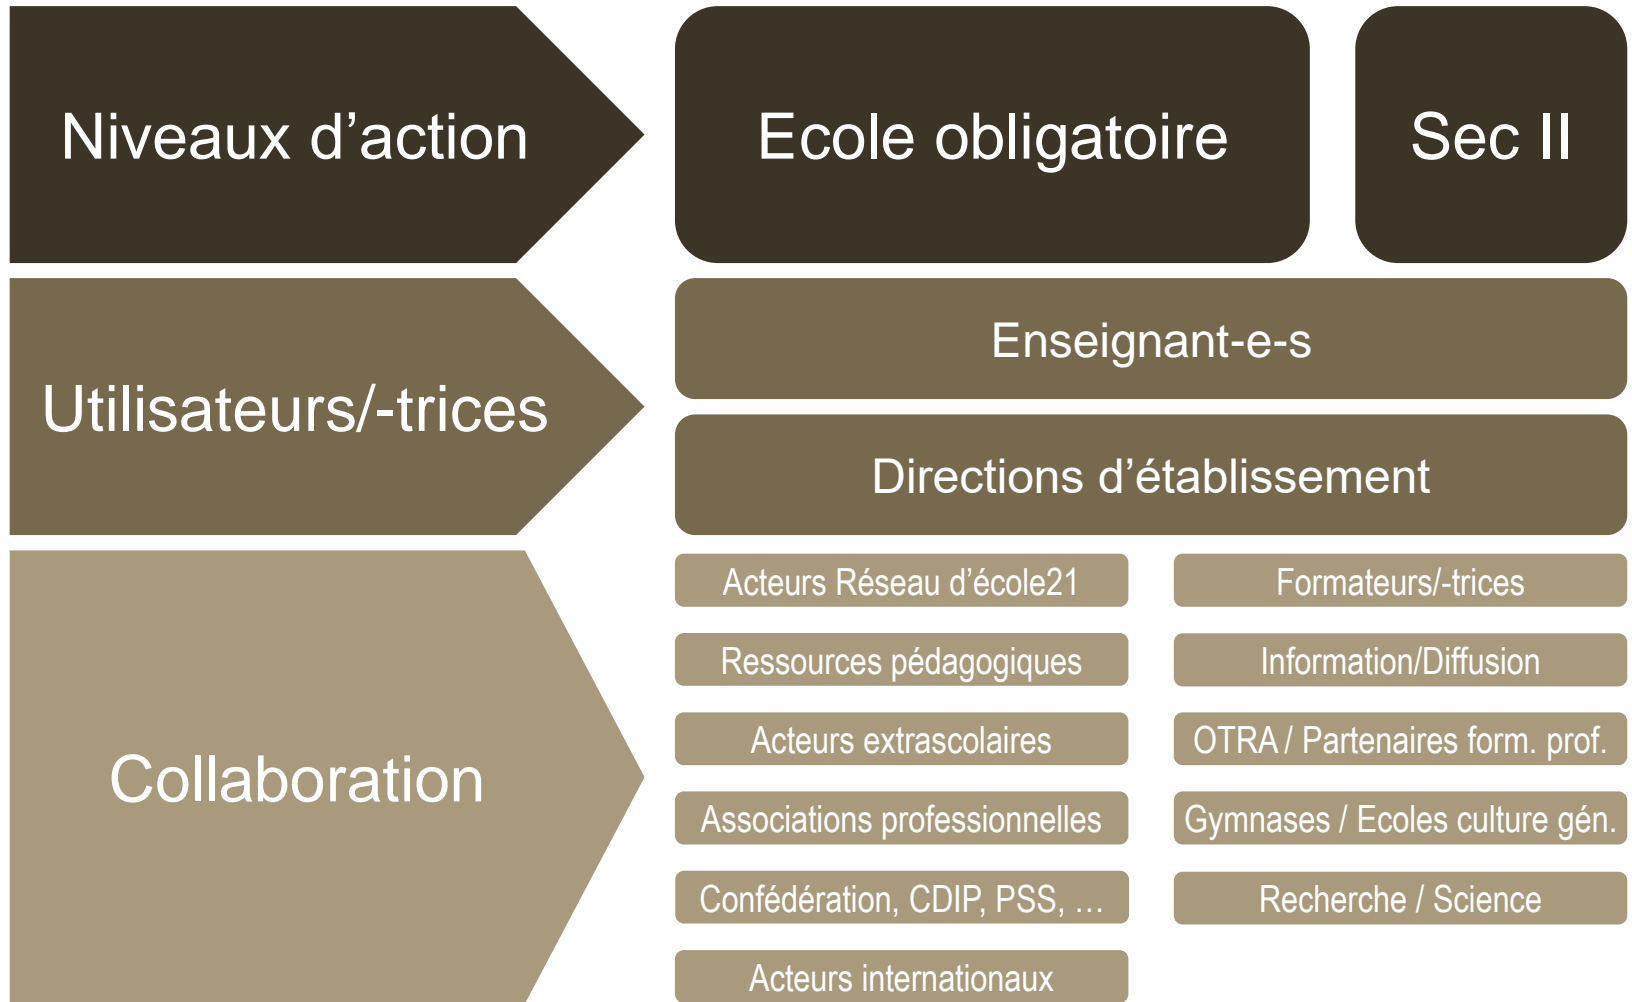 Niveaux d’action
Ecole obligatoire
Sec II
Utilisateurs/-trices
Enseignant-e-s
Directions d’établissement
Collaboration
Acteurs Réseau d’école21
Formateurs/-trices
Ressources pédagogiques
Information/Diffusion
Acteurs extrascolaires
OTRA / Partenaires form. prof.
Associations professionnelles
Gymnases / Ecoles culture gén.
Confédération, CDIP, PSS, …
Recherche / Science
Acteurs internationaux